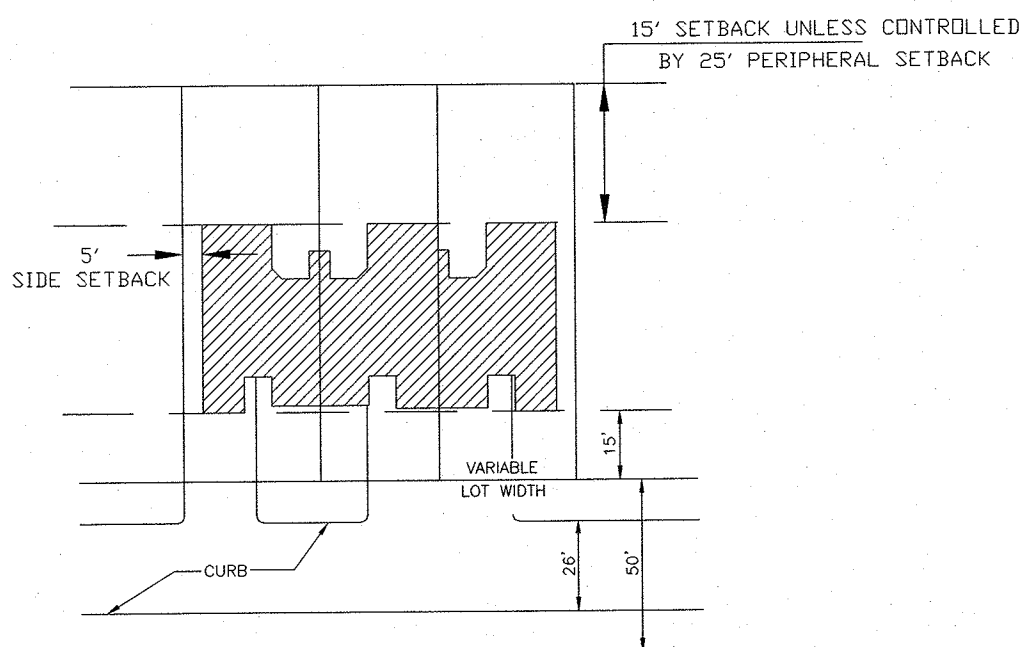 15' SETBACK UNLESS CONTROLLED
BY 25' PERIPHERAL SETBACK
5'
SIDE SETBACK
15'
VARIABLE
LOT WIDTH
CURB
26'
50'